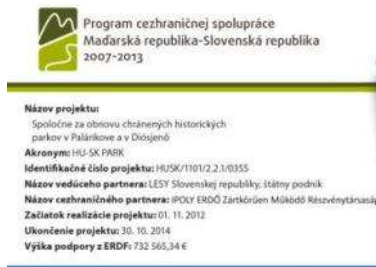 Program cezhraničnej spolupráce
Maďarská republika-Slovenská republika
2007-2013
Názov projektu:
Spoločne za obnovu chránených historických
parkov v Palárikove a v Diósjenő
Akronym: HU-SK PARK
Identifikačné číslo projektu: HUSK/1101/2.2.1/0355
Názov vedúceho partnera: LESY Slovenskej republiky, štátny podnik
Názov cezhraničného partnera: IPOLY ERDŐ Zártkörűen Működő Részvénytársaság
Začiatok realizácie projektu: 01. 11. 2012
Ukončenie projektu: 30. 10. 2014
Výška podpory z ERDF: 732 565,34 €